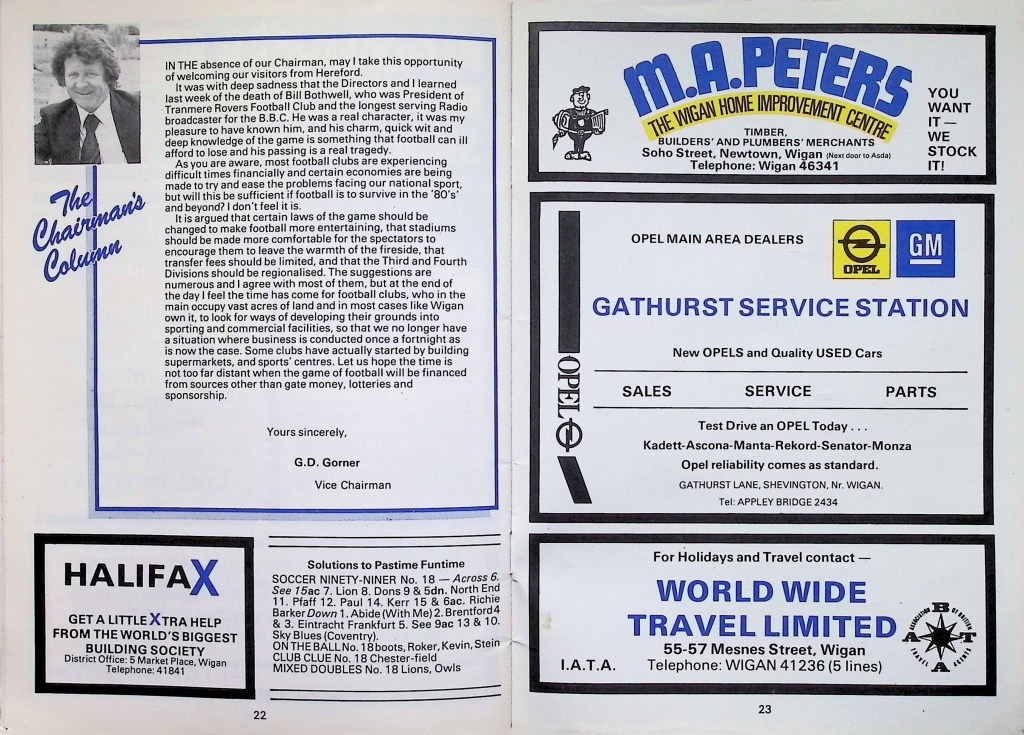 The
Chairman's
Column
IN THE absence of our Chairman, may I take this opportunity
of welcoming our visitors from Hereford.
It was with deep sadness that the Directors and I learned
last week of the death of Bill Bothwell, who was President of
Tranmere Rovers Football Club and the longest serving Radio
broadcaster for the B.B.C. He was a real character, it was my
pleasure to have known him, and his charm, quick wit and
deep knowledge of the game is something that football can ill
afford to lose and his passing is a real tragedy.
As you are aware, most football clubs are experiencing
difficult times financially and certain economies are being
made to try and ease the problems facing our national sport,
but will this be sufficient if football is to survive in the '80's'
and beyond? I don't feel it is.
It is argued that certain laws of the game should be
changed to make football more entertaining, that stadiums
should be made more comfortable for the spectators to
encourage them to leave the warmth of the fireside, that
transfer fees should be limited, and that the Third and Fourth
Divisions should be regionalised. The suggestions are
numerous and I agree with most of them, but at the end of
the day I feel the time has come for football clubs, who in the
main occupy vast acres of land and in most cases like Wigan
own it, to look for ways of developing their grounds into
sporting and commercial facilities, so that we no longer have
a situation where business is conducted once a fortnight as
is now the case. Some clubs have actually started by building
supermarkets, and sports' centres. Let us hope the time is
not too far distant when the game of football will be financed
from sources other than gate money, lotteries and
sponsorship.
Yours sincerely,
G.D. Gorner
Vice Chairman
HALIFAX
GET A LITTLE XTRA HELP
FROM THE WORLD'S BIGGEST
BUILDING SOCIETY
District Office: 5 Market Place, Wigan
Telephone: 41841
Solutions to Pastime Funtime
SOCCER NINETY-NINER No. 18 — Across 6.
See 15ac 7. Lion 8. Dons 9 & 5dn. North End
11. Pfaff 12. Paul 14. Kerr 15 & 6ac. Richie
Barker Down 1. Abide (With Me) 2. Brentford 4
& 3. Eintracht Frankfurt 5. See 9ac 13 & 10.
Sky Blues (Coventry).
ON THE BALL No. 18 boots, Roker, Kevin, Stein
CLUB CLUE No. 18 Chester-field
MIXED DOUBLES No. 18 Lions, Owls
22
M.A. PETERS
THE WIGAN HOME IMPROVEMENT CENTRE
TIMBER,
BUILDERS' AND PLUMBERS' MERCHANTS
Soho Street, Newtown, Wigan (Next door to Asda)
Telephone: Wigan 46341
YOU
WANT
IT —
WE
STOCK
IT!
OPEL MAIN AREA DEALERS
OPEL
GM
GATHURST SERVICE STATION
New OPELS and Quality USED Cars
SALES SERVICE PARTS
Test Drive an OPEL Today . . .
Kadett-Ascona-Manta-Rekord-Senator-Monza
Opel reliability comes as standard.
GATHURST LANE, SHEVINGTON, Nr. WIGAN.
Tel: APPLEY BRIDGE 2434
OPEL
For Holidays and Travel contact —
WORLD WIDE
TRAVEL LIMITED
55-57 Mesnes Street, Wigan
I.A.T.A. Telephone: WIGAN 41236 (5 lines)
ABTA
ASSOCIATION OF BRITISH TRAVEL AGENTS
23